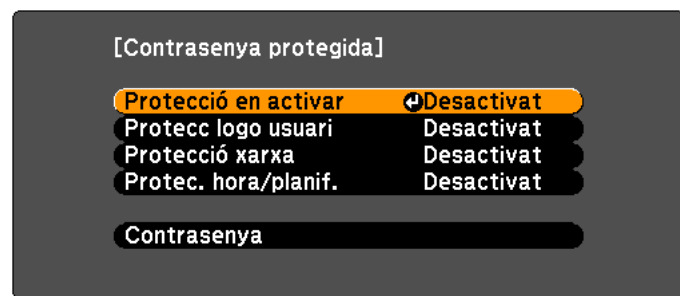 [Contrasenya protegida]
Protecció en activar Desactivat
Protecc logo usuari Desactivat
Protecció xarxa Desactivat
Protec. hora/planif. Desactivat
Contrasenya